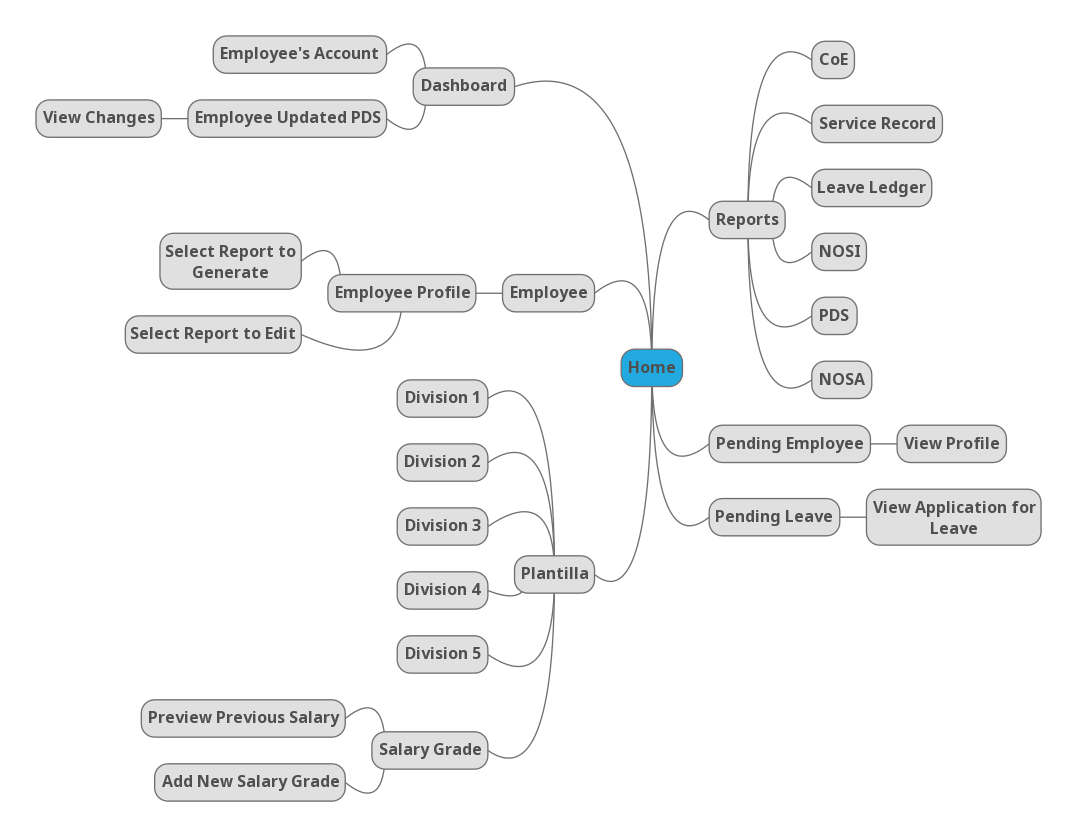 Employee's Account
Dashboard
View Changes
Employee Updated PDS
Select Report to
Generate
Employee Profile
Employee
Select Report to Edit
Home
Division 1
Division 2
Division 3
Division 4
Division 5
Plantilla
Preview Previous Salary
Salary Grade
Add New Salary Grade
CoE
Service Record
Leave Ledger
Reports
NOSI
PDS
NOSA
Pending Employee
View Profile
Pending Leave
View Application for
Leave